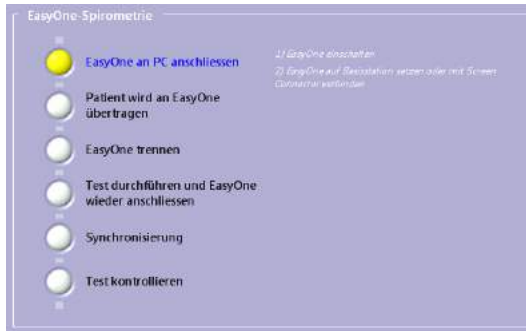 EasyOne-Spirometrie
EasyOne an PC anschliessen
1) EasyOne einschalten
2) EasyOne auf Basisstation setzen oder mit Screen
Connector verbinden
Patient wird an EasyOne
übertragen
EasyOne trennen
Test durchführen und EasyOne
wieder anschliessen
Synchronisierung
Test kontrollieren